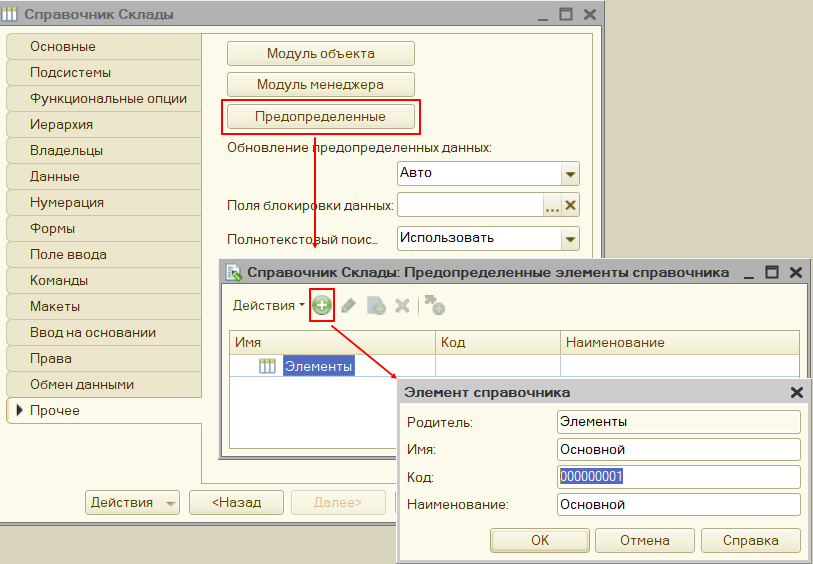 Справочник Склады
Основные
Подсистемы
Функциональные опции
Иерархия
Владельцы
Данные
Нумерация
Формы
Поле ввода
Команды
Макеты
Ввод на основании
Права
Обмен данными
Прочее
Модуль объекта
Модуль менеджера
Предопределенные
Обновление предопределенных данных:
Авто
Поля блокировки данных: ...
Полнотекстовый поис... Использовать
Действия <Назад Далее>
Справочник Склады: Предопределенные элементы справочника
Действия
Имя Код Наименование
Элементы
Элемент справочника
Родитель: Элементы
Имя: Основной
Код: 000000001
Наименование: Основной
OK Отмена Справка